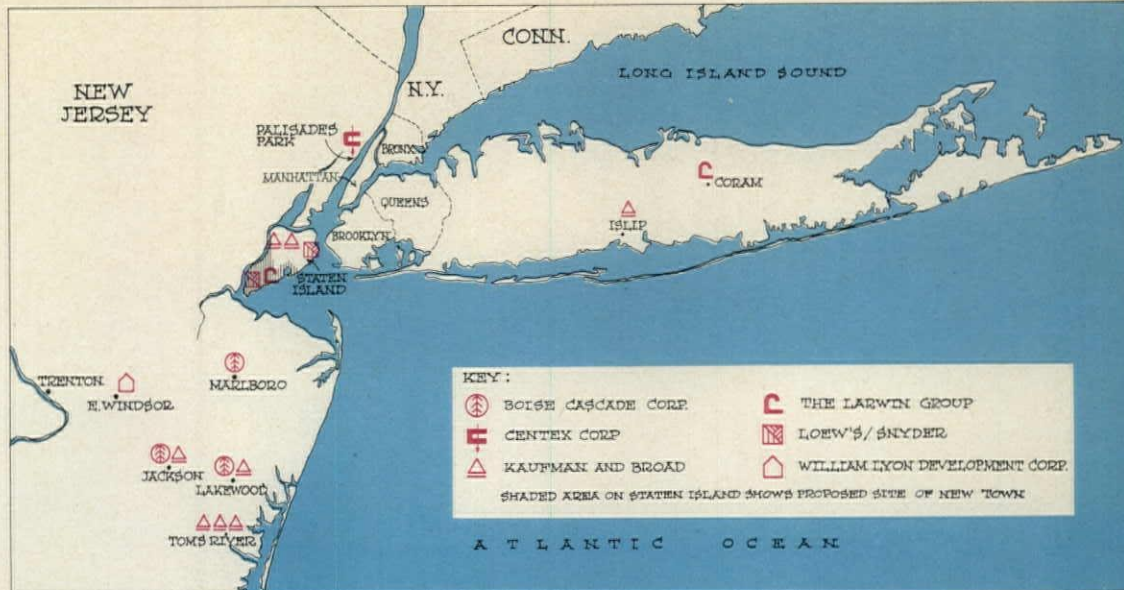 CONN.
LONG ISLAND SOUND
NEW
JERSEY
N.Y.
PALISADES
PARK
BRONX
MANHATTAN
CORAM
QUEENS
ISLIP
BROOKLYN
STATEN
ISLAND
TRENTON
MARLBORO
E. WINDSOR
JACKSON
LAKEWOOD
TOMS RIVER
KEY:
BOISE CASCADE CORP.
CENTEX CORP
KAUFMAN AND BROAD
THE LARWIN GROUP
LOEW'S/SNYDER
WILLIAM LYON DEVELOPMENT CORP.
SHADED AREA ON STATEN ISLAND SHOWS PROPOSED SITE OF NEW TOWN
ATLANTIC OCEAN